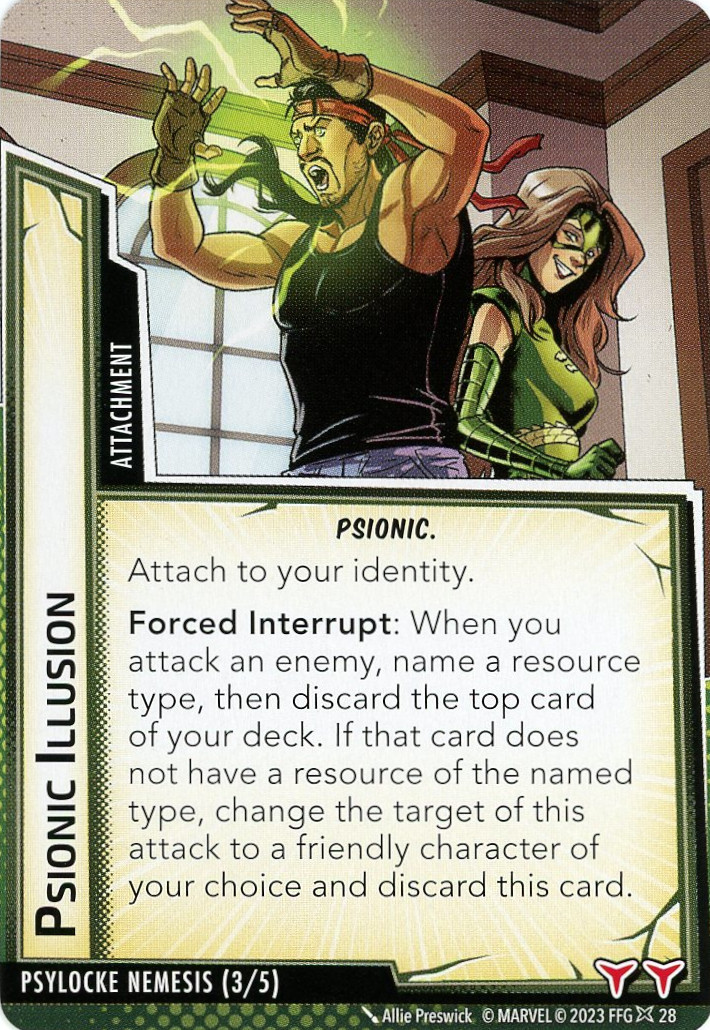 ATTACHMENT
PSIONIC ILLUSION
PSIONIC.
Attach to your identity.
Forced Interrupt: When you
attack an enemy, name a resource
type, then discard the top card
of your deck. If that card does
not have a resource of the named
type, change the target of this
attack to a friendly character of
your choice and discard this card.
PSYLOCKE NEMESIS (3/5)
Allie Preswick © MARVEL © 2023 FFG 28